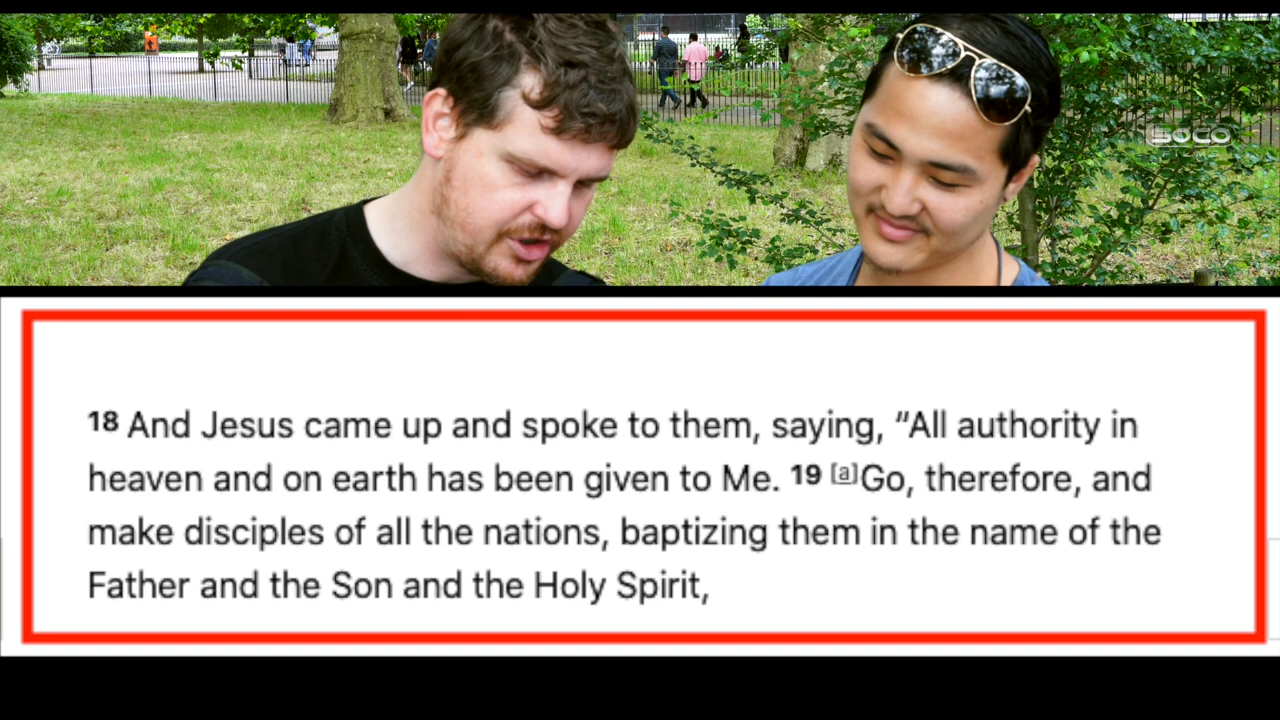 SOCO
18 And Jesus came up and spoke to them, saying, “All authority in
heaven and on earth has been given to Me. 19 [a]Go, therefore, and
make disciples of all the nations, baptizing them in the name of the
Father and the Son and the Holy Spirit,